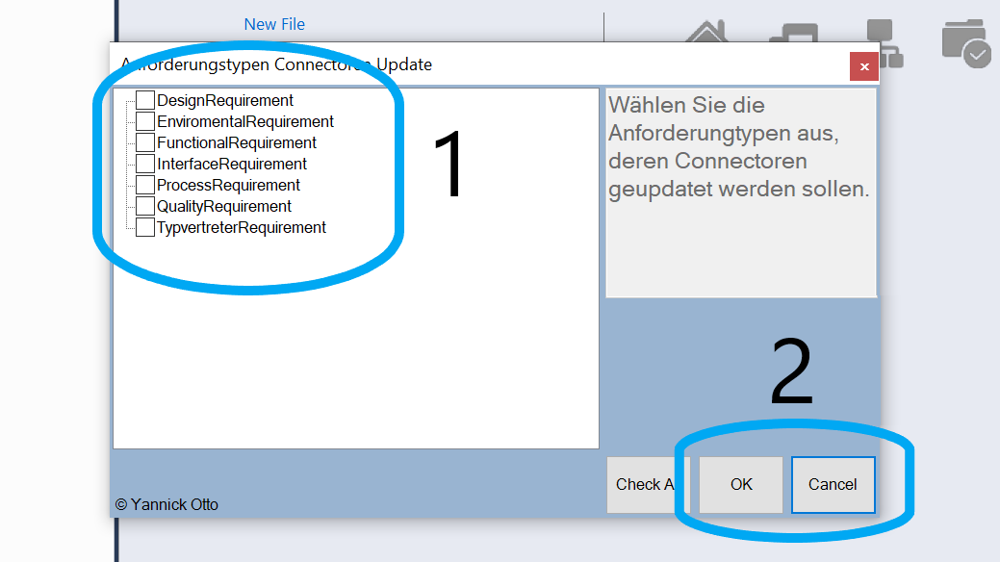 New File
Anforderungstypen Connectoren Update
x
DesignRequirement
EnviromentalRequirement
FunctionalRequirement
InterfaceRequirement
ProcessRequirement
QualityRequirement
TypvertreterRequirement
1
Wählen Sie die
Anforderungtypen aus,
deren Connectoren
geupdatet werden sollen.
2
Check A
OK
Cancel
© Yannick Otto